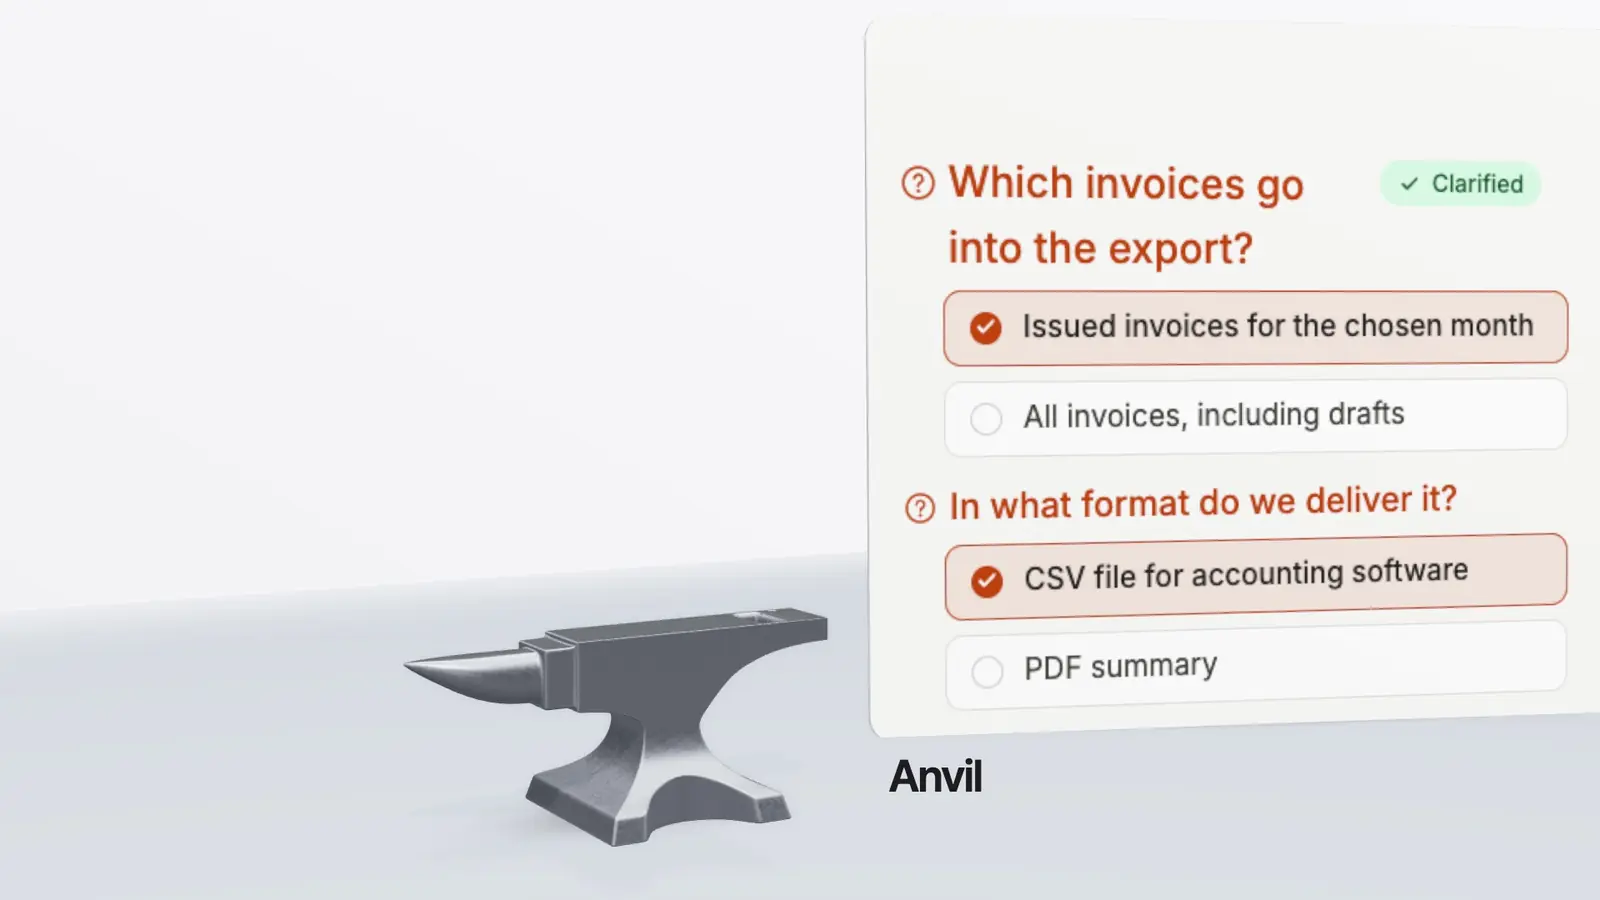 Which invoices go
into the export?
Clarified
Issued invoices for the chosen month
All invoices, including drafts
In what format do we deliver it?
CSV file for accounting software
PDF summary
Anvil